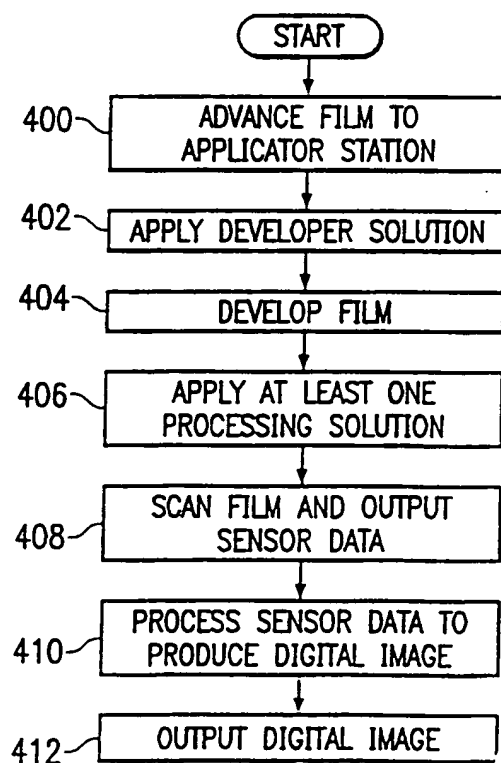 START
400
ADVANCE FILM TO
APPLICATOR STATION
402
APPLY DEVELOPER SOLUTION
404
DEVELOP FILM
406
APPLY AT LEAST ONE
PROCESSING SOLUTION
408
SCAN FILM AND OUTPUT
SENSOR DATA
410
PROCESS SENSOR DATA TO
PRODUCE DIGITAL IMAGE
412
OUTPUT DIGITAL IMAGE